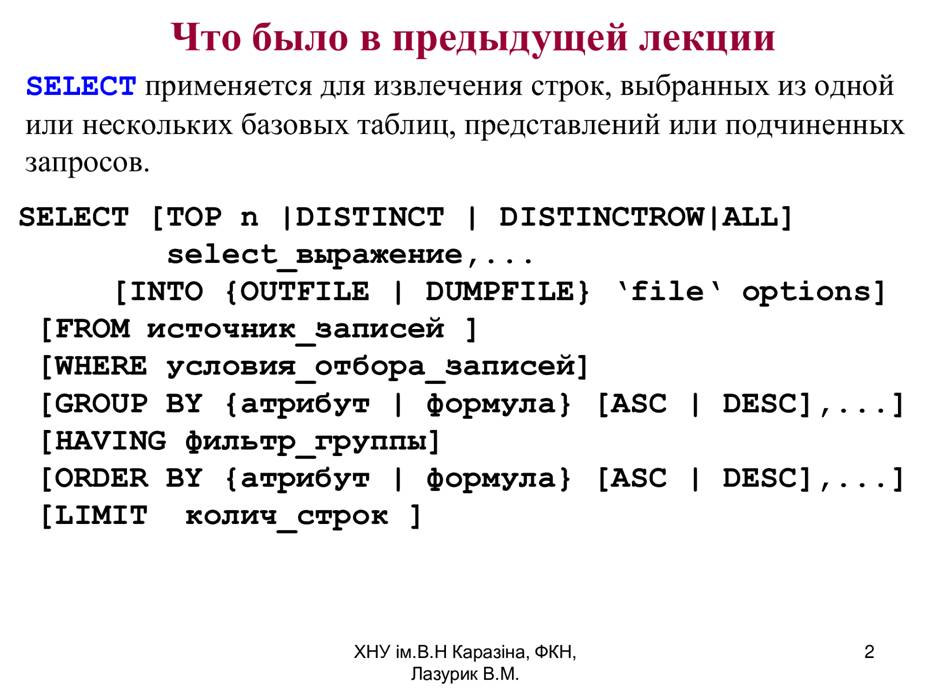 Что было в предыдущей лекции
SELECT применяется для извлечения строк, выбранных из одной
или нескольких базовых таблиц, представлений или подчиненных
запросов.
SELECT [TOP n |DISTINCT | DISTINCTROW|ALL]
select_выражение,...
[INTO {OUTFILE | DUMPFILE} ‘file‘ options]
[FROM источник_записей ]
[WHERE условия_отбора_записей]
[GROUP BY {атрибут | формула} [ASC | DESC],...]
[HAVING фильтр_группы]
[ORDER BY {атрибут | формула} [ASC | DESC],...]
[LIMIT колич_строк ]
ХНУ ім.В.Н Каразіна, ФКН,
Лазурик В.М.
2